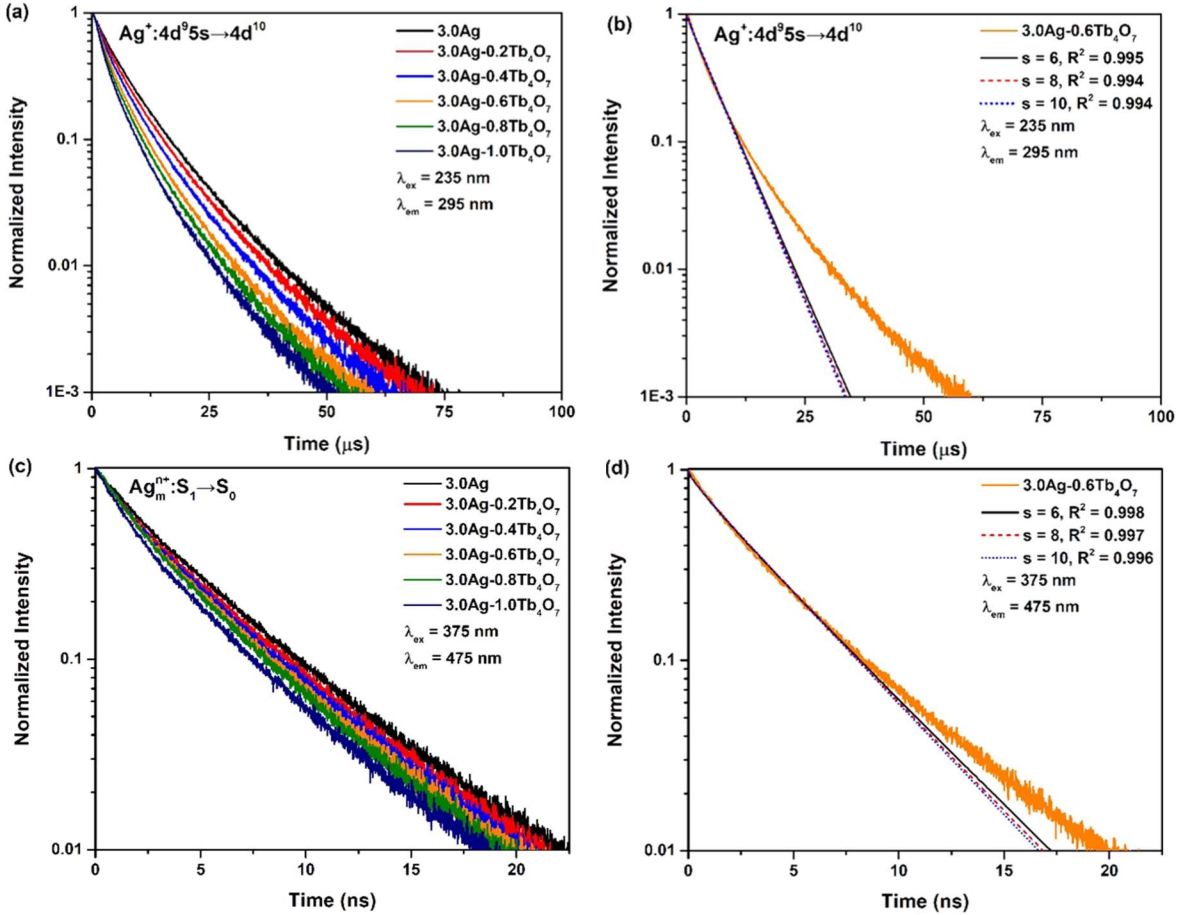 (a)
Ag⁺:4d⁹5s→4d¹⁰
3.0Ag
3.0Ag-0.2Tb₄O₇
3.0Ag-0.4Tb₄O₇
3.0Ag-0.6Tb₄O₇
3.0Ag-0.8Tb₄O₇
3.0Ag-1.0Tb₄O₇
λex = 235 nm
λem = 295 nm
Normalized Intensity
1
0.1
0.01
1E-3
0
25
50
75
100
Time (μs)
(b)
Ag⁺:4d⁹5s→4d¹⁰
3.0Ag-0.6Tb₄O₇
s = 6, R² = 0.995
s = 8, R² = 0.994
s = 10, R² = 0.994
λex = 235 nm
λem = 295 nm
Normalized Intensity
1
0.1
0.01
1E-3
0
25
50
75
100
Time (μs)
(c)
Agₘⁿ⁺:S₁→S₀
3.0Ag
3.0Ag-0.2Tb₄O₇
3.0Ag-0.4Tb₄O₇
3.0Ag-0.6Tb₄O₇
3.0Ag-0.8Tb₄O₇
3.0Ag-1.0Tb₄O₇
λex = 375 nm
λem = 475 nm
Normalized Intensity
1
0.1
0.01
0
5
10
15
20
Time (ns)
(d)
3.0Ag-0.6Tb₄O₇
s = 6, R² = 0.998
s = 8, R² = 0.997
s = 10, R² = 0.996
λex = 375 nm
λem = 475 nm
Normalized Intensity
1
0.1
0.01
0
5
10
15
20
Time (ns)